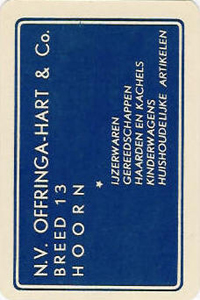 N.V. OFFRINGA-HART & Co.
BREED 13
HOORN
*
IJZERWAREN
GEREEDSCHAPPEN
HAARDEN EN KACHELS
KINDERWAGENS
HUISHOUDELIJKE ARTIKELEN